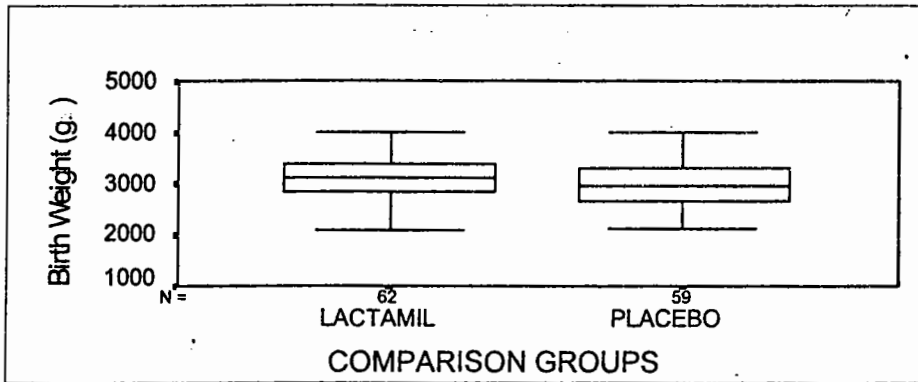 5000
4000
3000
2000
1000
Birth Weight (g.)
N = 62 59
LACTAMIL PLACEBO
COMPARISON GROUPS